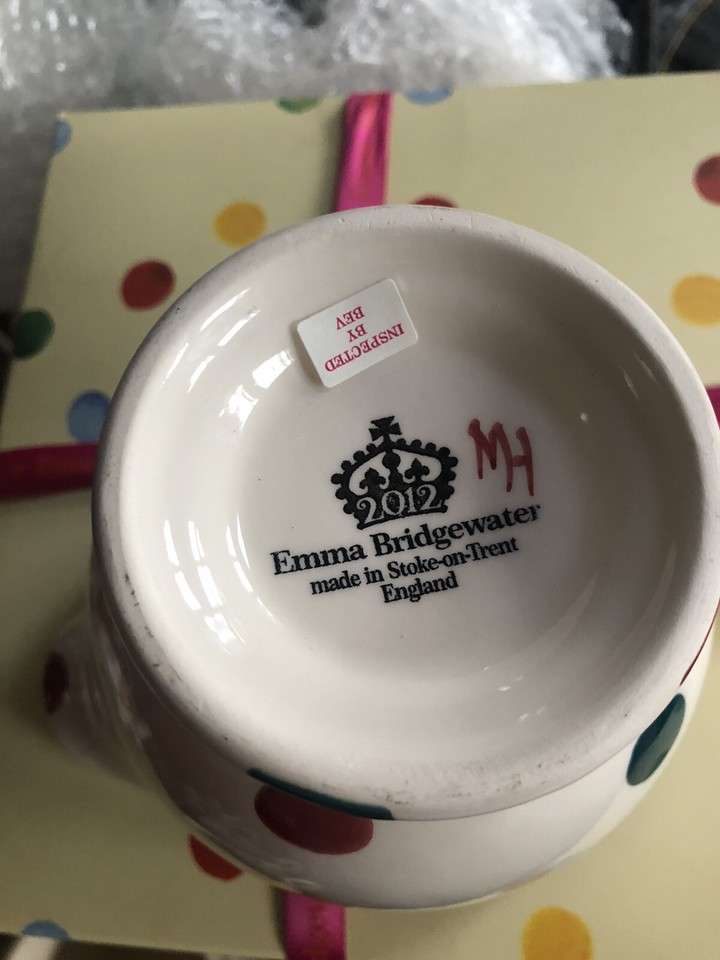 INSPECTED
BY
BEV
MH
2012
Emma Bridgewater
made in Stoke-on-Trent
England